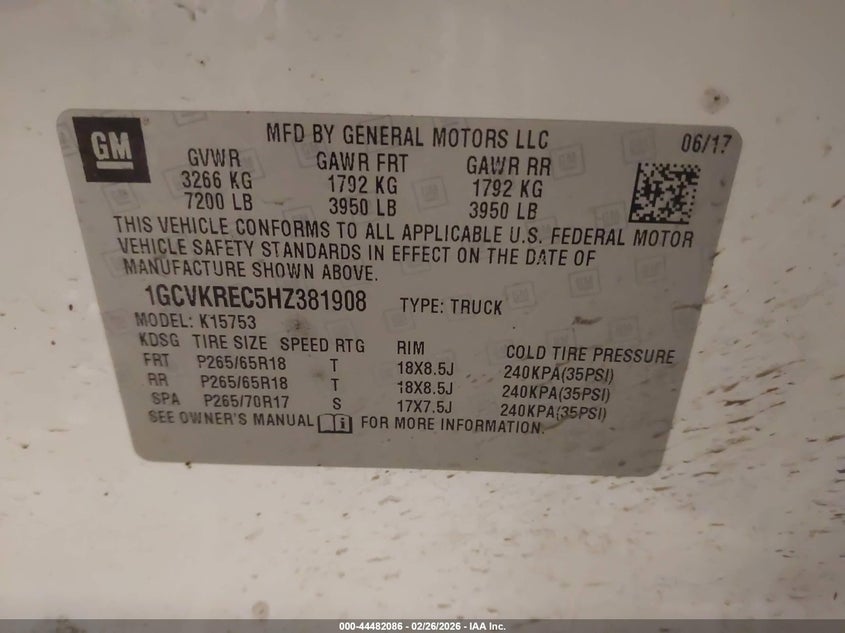 GM
MFD BY GENERAL MOTORS LLC 06/17
GVWR GAWR FRT GAWR RR
3266 KG 1792 KG 1792 KG
7200 LB 3950 LB 3950 LB
THIS VEHICLE CONFORMS TO ALL APPLICABLE U.S. FEDERAL MOTOR
VEHICLE SAFETY STANDARDS IN EFFECT ON THE DATE OF
MANUFACTURE SHOWN ABOVE.
1GCVKREC5HZ381908 TYPE: TRUCK
MODEL: K15753
KDSG TIRE SIZE SPEED RTG RIM COLD TIRE PRESSURE
FRT P265/65R18 T 18X8.5J 240KPA(35PSI)
RR P265/65R18 T 18X8.5J 240KPA(35PSI)
SPA P265/70R17 S 17X7.5J 240KPA(35PSI)
SEE OWNER'S MANUAL FOR MORE INFORMATION.
000-44482086 - 02/26/2026 - IAA Inc.